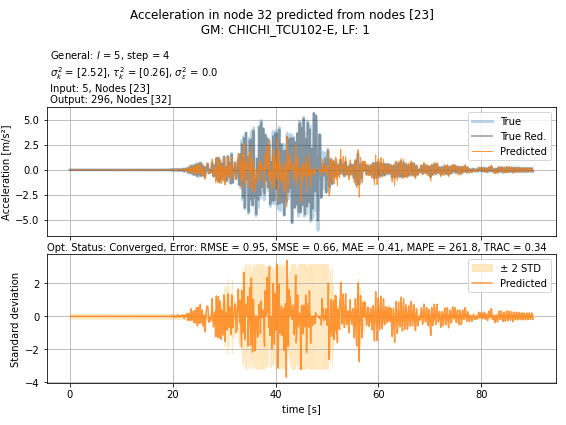 Acceleration in node 32 predicted from nodes [23]
GM: CHICHI_TCU102-E, LF: 1
General: l = 5, step = 4
σ²ₖ = [2.52], τ²ₖ = [0.26], σ²ε = 0.0
Input: 5, Nodes [23]
Output: 296, Nodes [32]
Acceleration [m/s²]
5.0
2.5
0.0
−2.5
−5.0
True
True Red.
Predicted
Opt. Status: Converged, Error: RMSE = 0.95, SMSE = 0.66, MAE = 0.41, MAPE = 261.8, TRAC = 0.34
Standard deviation
2
0
−2
−4
± 2 STD
Predicted
0 20 40 60 80
time [s]